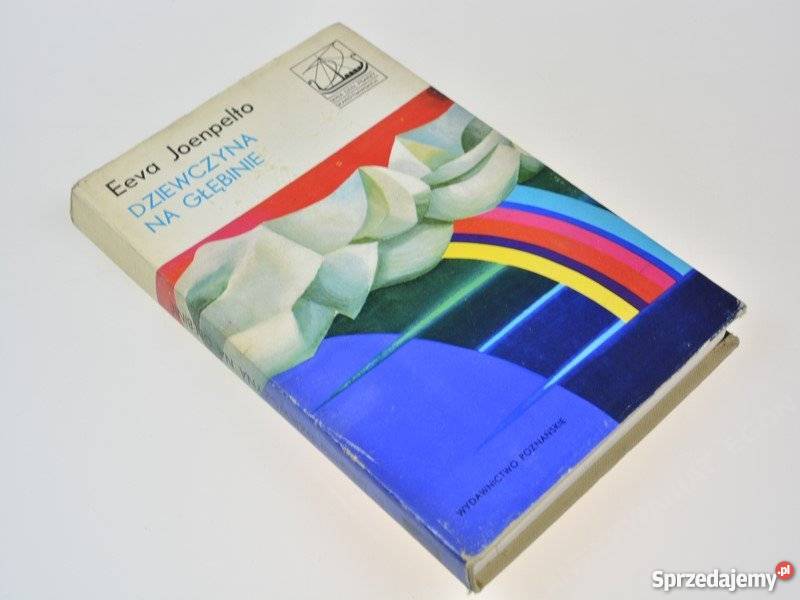 Eeva Joenpelto
DZIEWCZYNA
NA GŁĘBINIE
WYDAWNICTWO POZNAŃSKIE
Sprzedajemy.pl